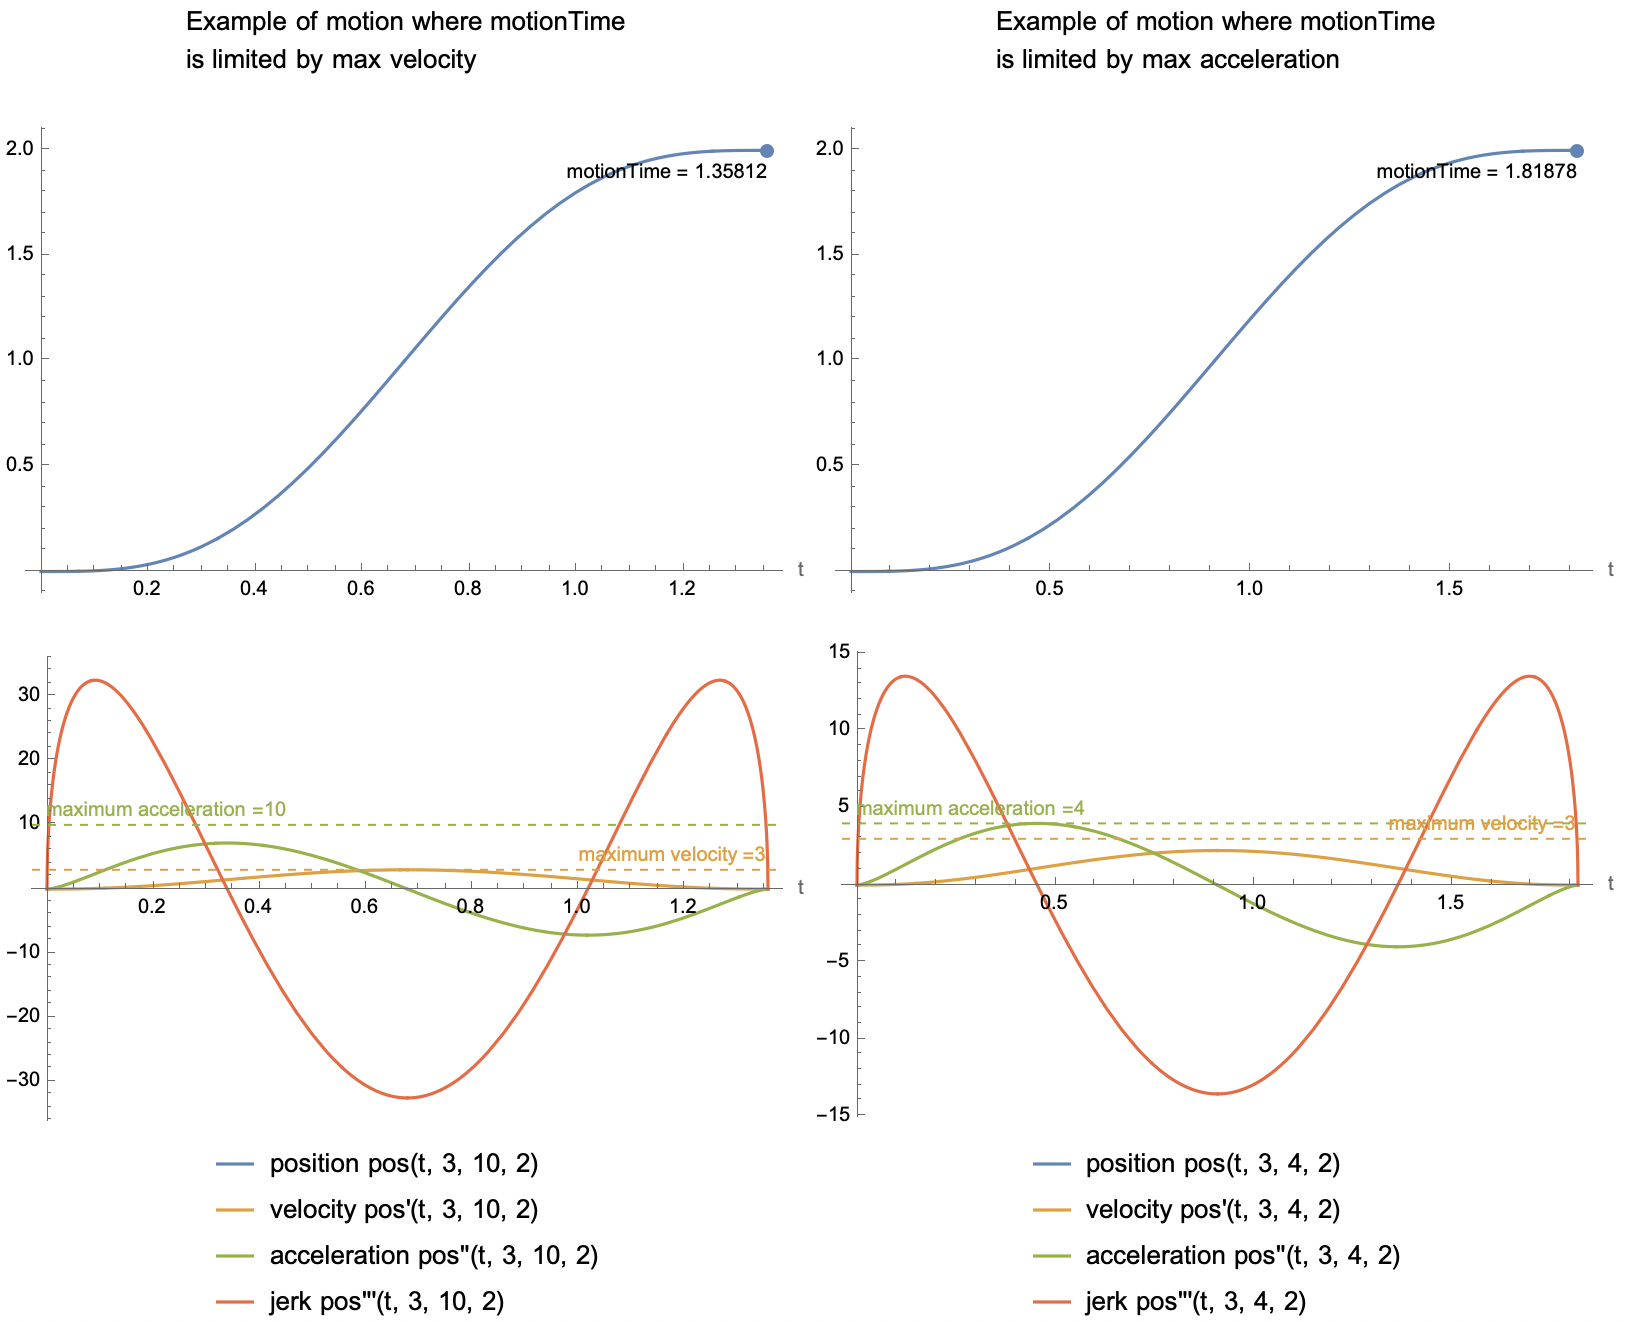 Example of motion where motionTime
is limited by max velocity
2.0
motionTime = 1.35812
1.5
1.0
0.5
0.2 0.4 0.6 0.8 1.0 1.2 t
30
20
maximum acceleration =10
10
maximum velocity =3
0.2 0.4 0.6 0.8 1.0 1.2 t
−10
−20
−30
position pos(t, 3, 10, 2)
velocity pos'(t, 3, 10, 2)
acceleration pos''(t, 3, 10, 2)
jerk pos'''(t, 3, 10, 2)
Example of motion where motionTime
is limited by max acceleration
2.0
motionTime = 1.81878
1.5
1.0
0.5
0.5 1.0 1.5 t
15
10
5
maximum acceleration =4
maximum velocity =3
0.5 1.0 1.5 t
−5
−10
−15
position pos(t, 3, 4, 2)
velocity pos'(t, 3, 4, 2)
acceleration pos''(t, 3, 4, 2)
jerk pos'''(t, 3, 4, 2)